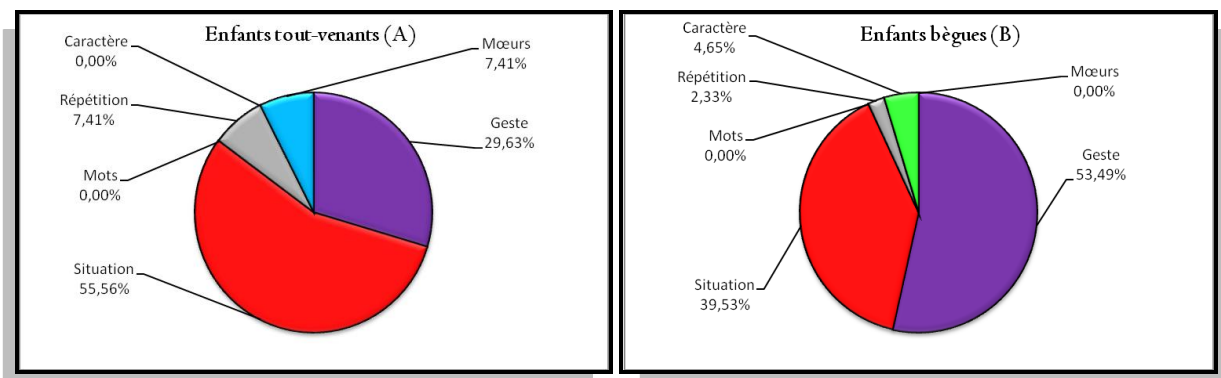 Enfants tout-venants (A)
Caractère
0,00%
Mœurs
7,41%
Répétition
7,41%
Geste
29,63%
Mots
0,00%
Situation
55,56%
Enfants bègues (B)
Caractère
4,65%
Mœurs
0,00%
Répétition
2,33%
Mots
0,00%
Geste
53,49%
Situation
39,53%